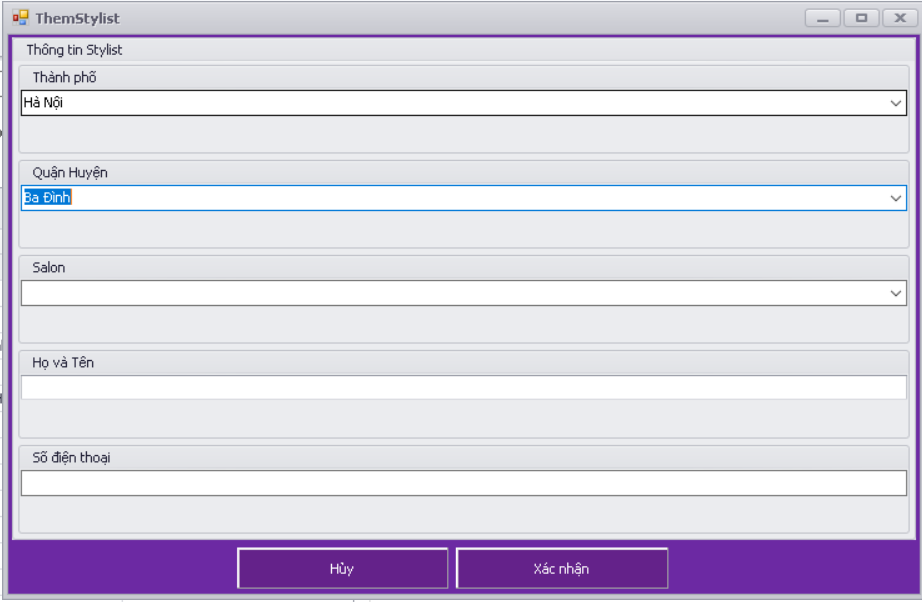 ThemStylist
Thông tin Stylist
Thành phố
Hà Nội
Quận Huyện
Ba Đình
Salon
Họ và Tên
Số điện thoại
Hủy
Xác nhận